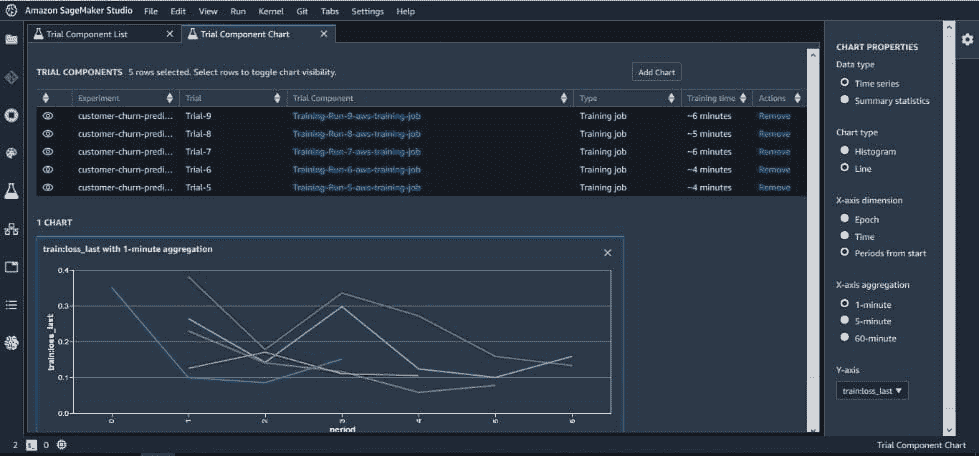 Amazon SageMaker Studio File Edit View Run Kernel Git Tabs Settings Help
Trial Component List × Trial Component Chart ×
TRIAL COMPONENTS 5 rows selected. Select rows to toggle chart visibility. Add Chart
Experiment Trial Trial Component Type Training time Actions
customer-churn-predi... Trial-9 Training-Run-9-aws-training-job Training job ~6 minutes Remove
customer-churn-predi... Trial-8 Training-Run-8-aws-training-job Training job ~5 minutes Remove
customer-churn-predi... Trial-7 Training-Run-7-aws-training-job Training job ~6 minutes Remove
customer-churn-predi... Trial-6 Training-Run-6-aws-training-job Training job ~4 minutes Remove
customer-churn-predi... Trial-5 Training-Run-5-aws-training-job Training job ~4 minutes Remove
1 CHART
train:loss_last with 1-minute aggregation ×
0.4
0.3
0.2
0.1
0.0
train:loss_last
0 1 2 3 4 5 6
period
CHART PROPERTIES
Data type
Time series
Summary statistics
Chart type
Histogram
Line
X-axis dimension
Epoch
Time
Periods from start
X-axis aggregation
1-minute
5-minute
60-minute
Y-axis
train:loss_last
2 0 Trial Component Chart